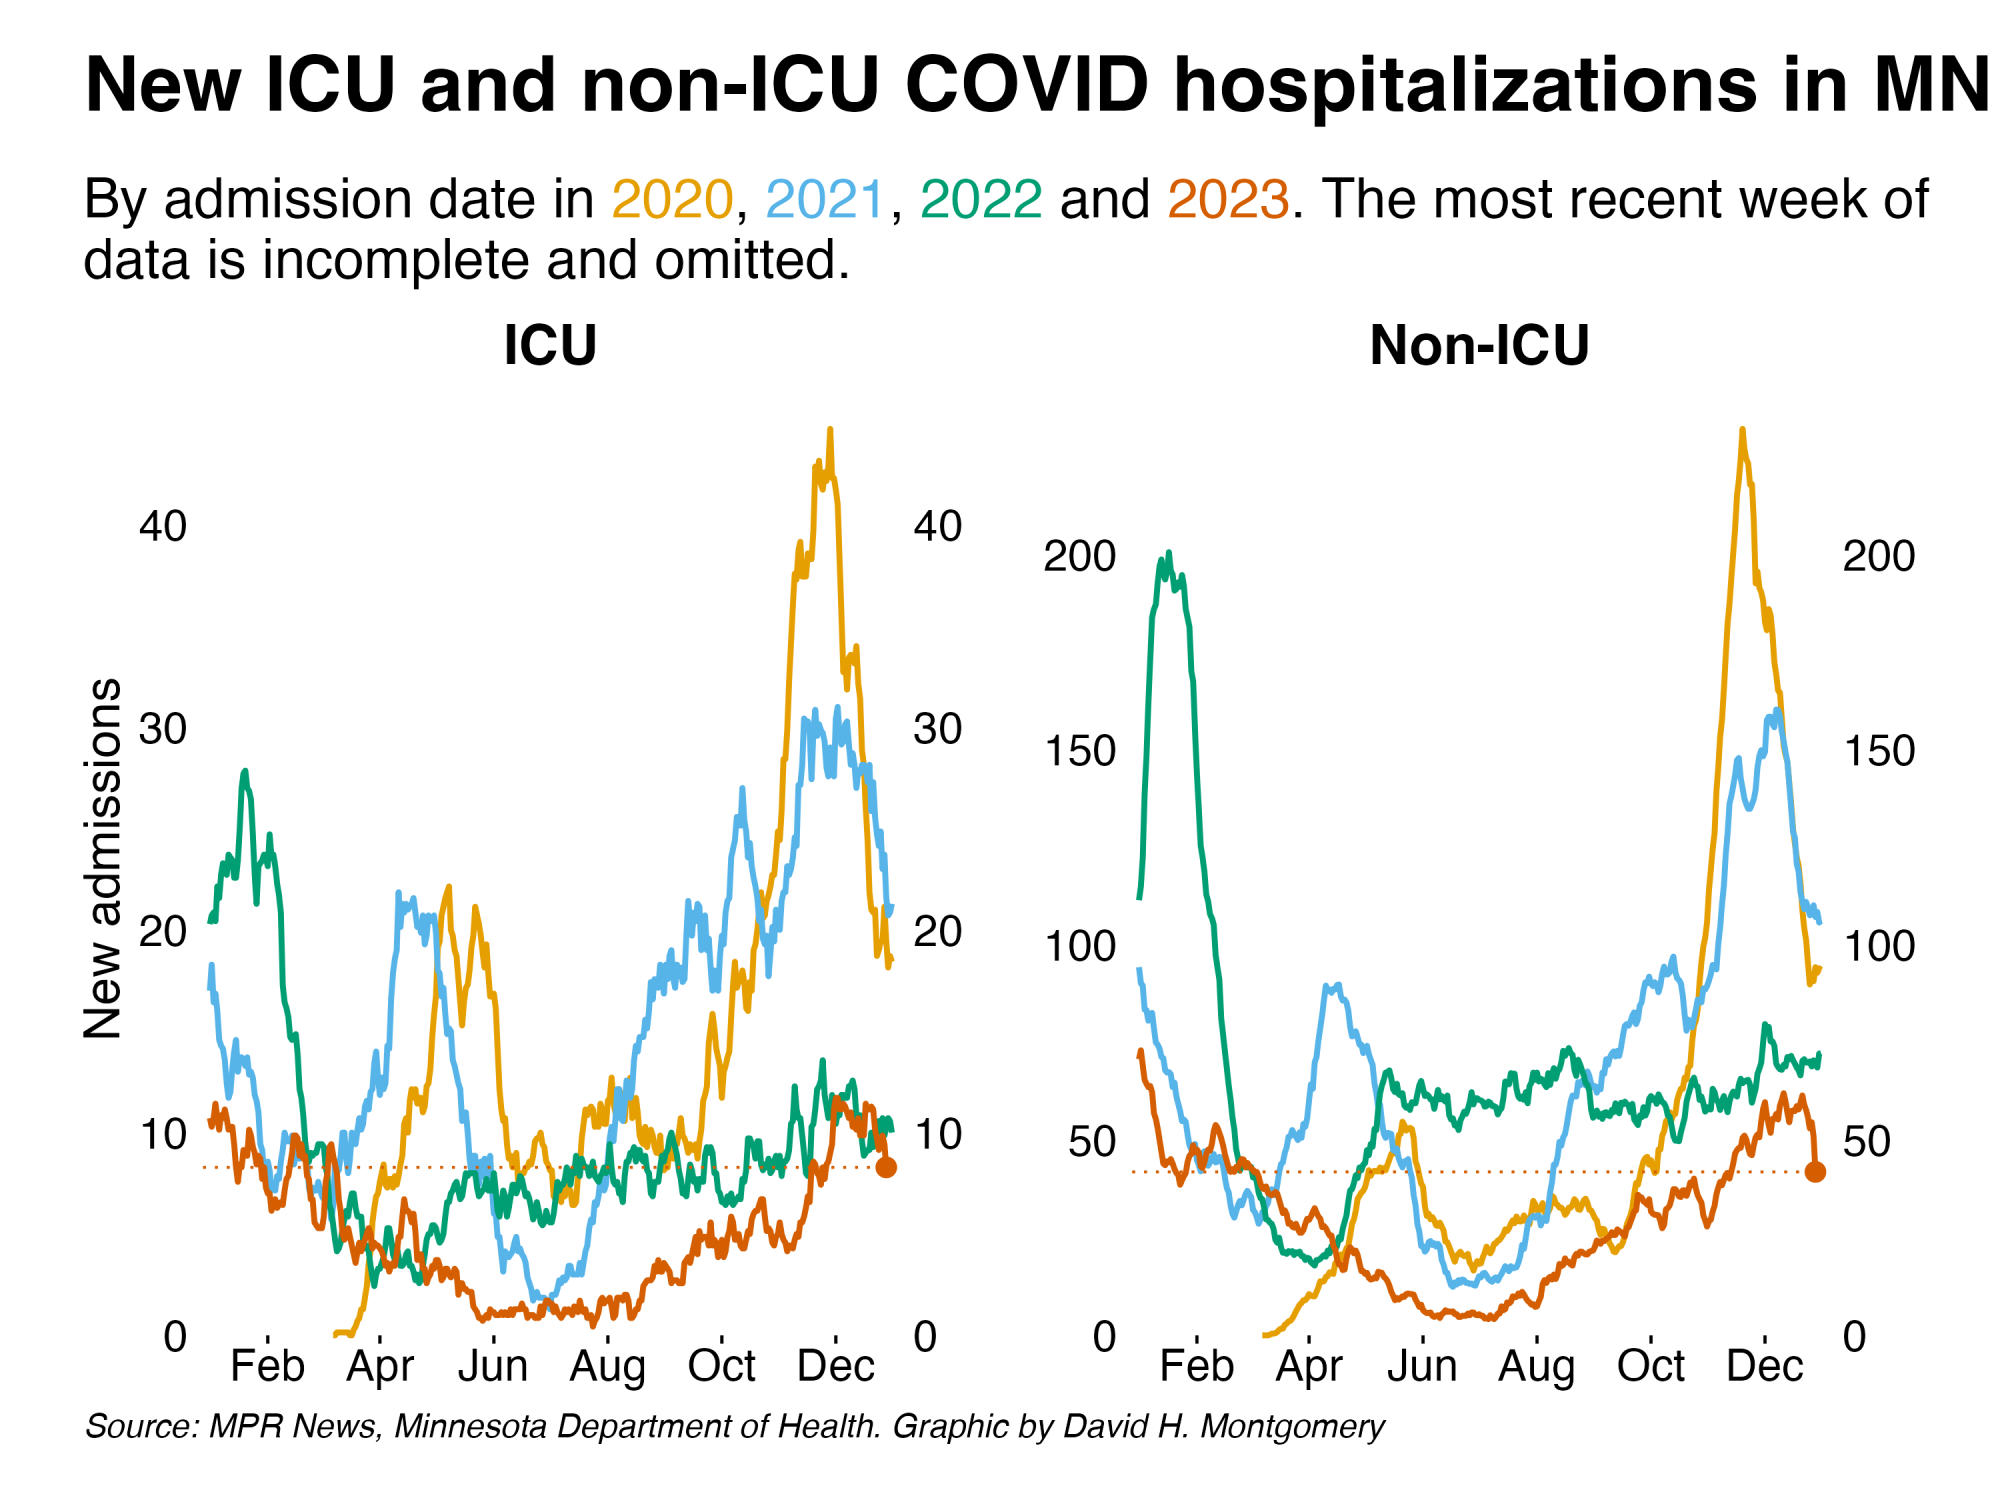 New ICU and non-ICU COVID hospitalizations in MN
By admission date in 2020, 2021, 2022 and 2023. The most recent week of
data is incomplete and omitted.
ICU
Non-ICU
New admissions
40
30
20
10
0
40
30
20
10
0
Feb Apr Jun Aug Oct Dec
200
150
100
50
0
200
150
100
50
0
Feb Apr Jun Aug Oct Dec
Source: MPR News, Minnesota Department of Health. Graphic by David H. Montgomery